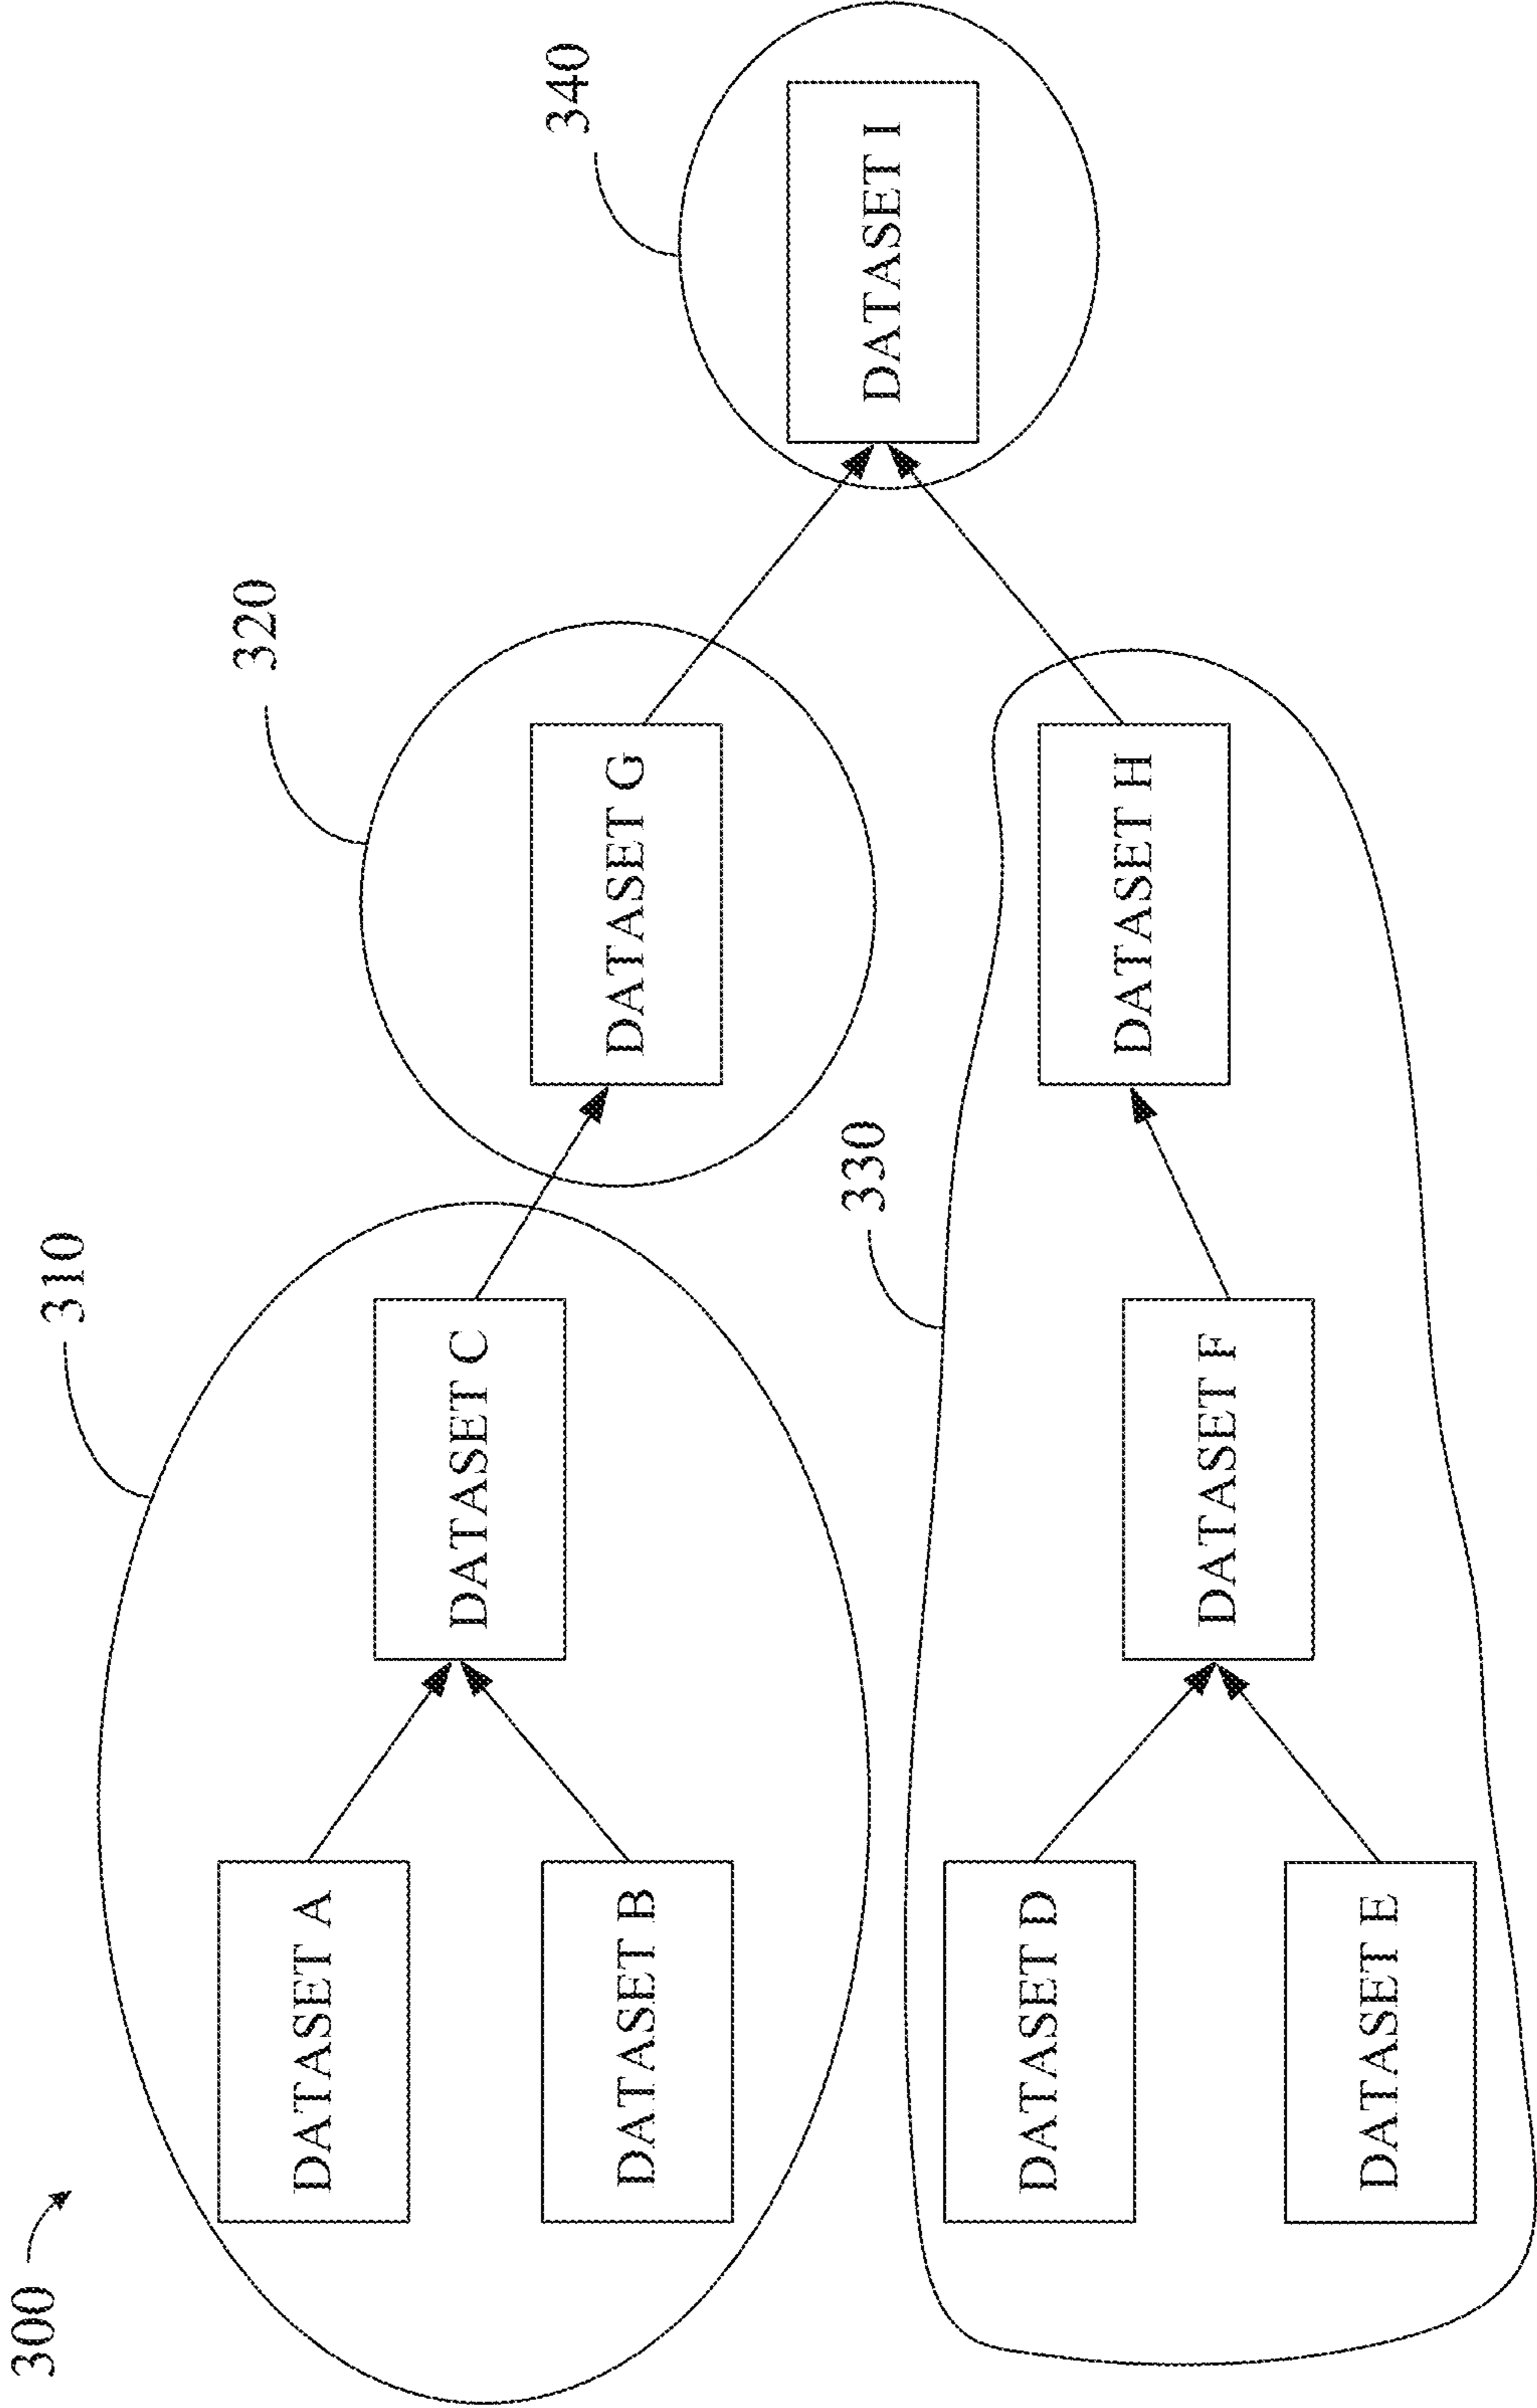 300
310
320
340
DATASET A
DATASET C
DATASET G
DATASET I
DATASET B
330
DATASET D
DATASET F
DATASET H
DATASET E